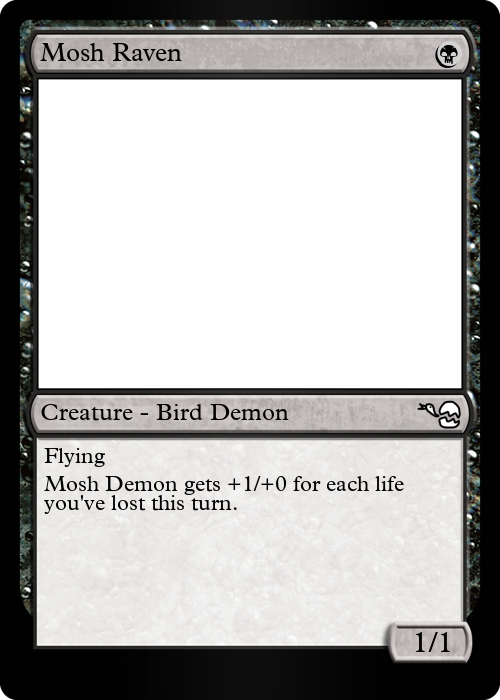 Mosh Raven
Creature - Bird Demon
Flying
Mosh Demon gets +1/+0 for each life
you've lost this turn.
1/1